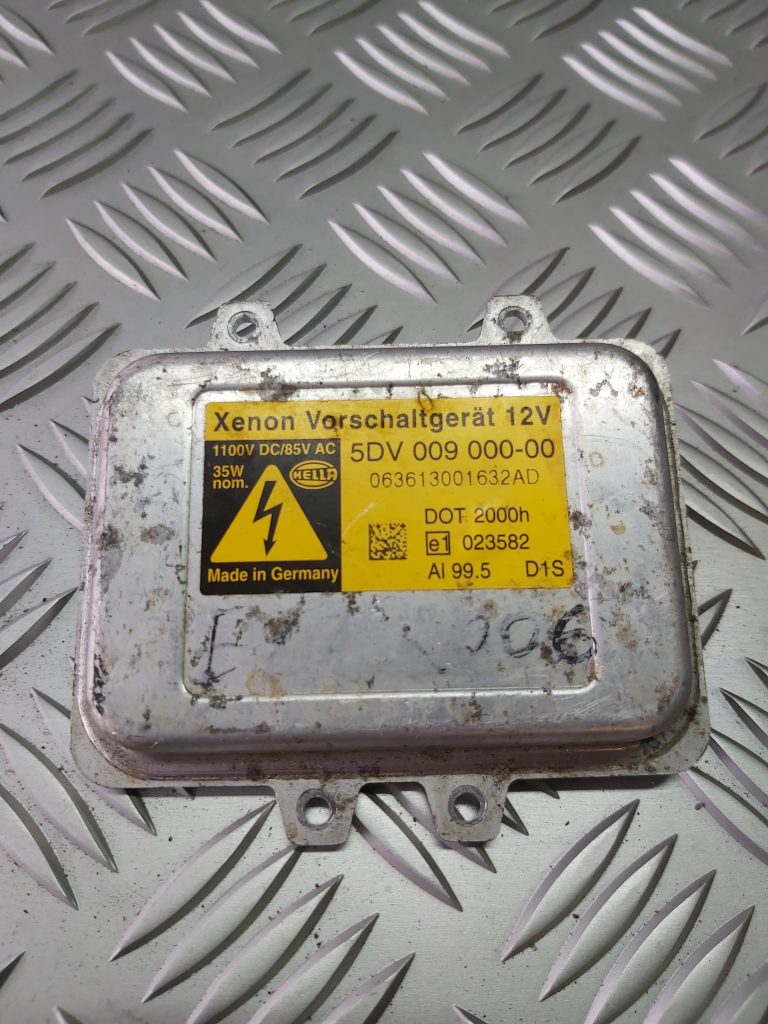 Xenon Vorschaltgerät 12V
1100V DC/85V AC
35W
nom.
HELLA
Made in Germany
5DV 009 000-00
063613001632AD
DOT 2000h
e1 023582
Al 99.5 D1S
006